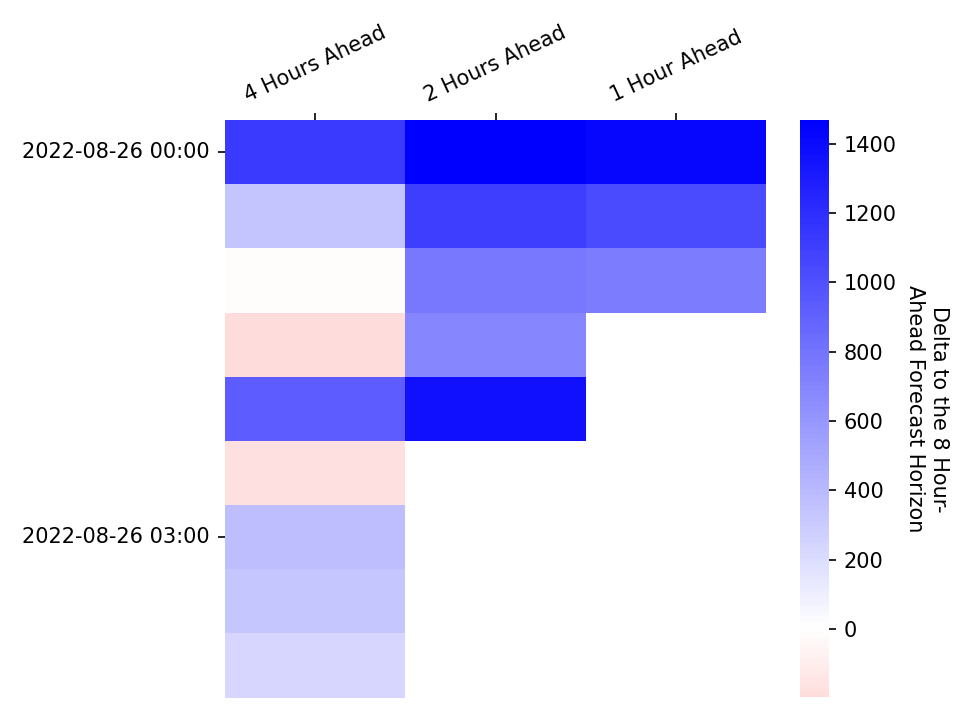 4 Hours Ahead
2 Hours Ahead
1 Hour Ahead
2022-08-26 00:00
2022-08-26 03:00
1400
1200
1000
800
600
400
200
0
Delta to the 8 Hour-
Ahead Forecast Horizon